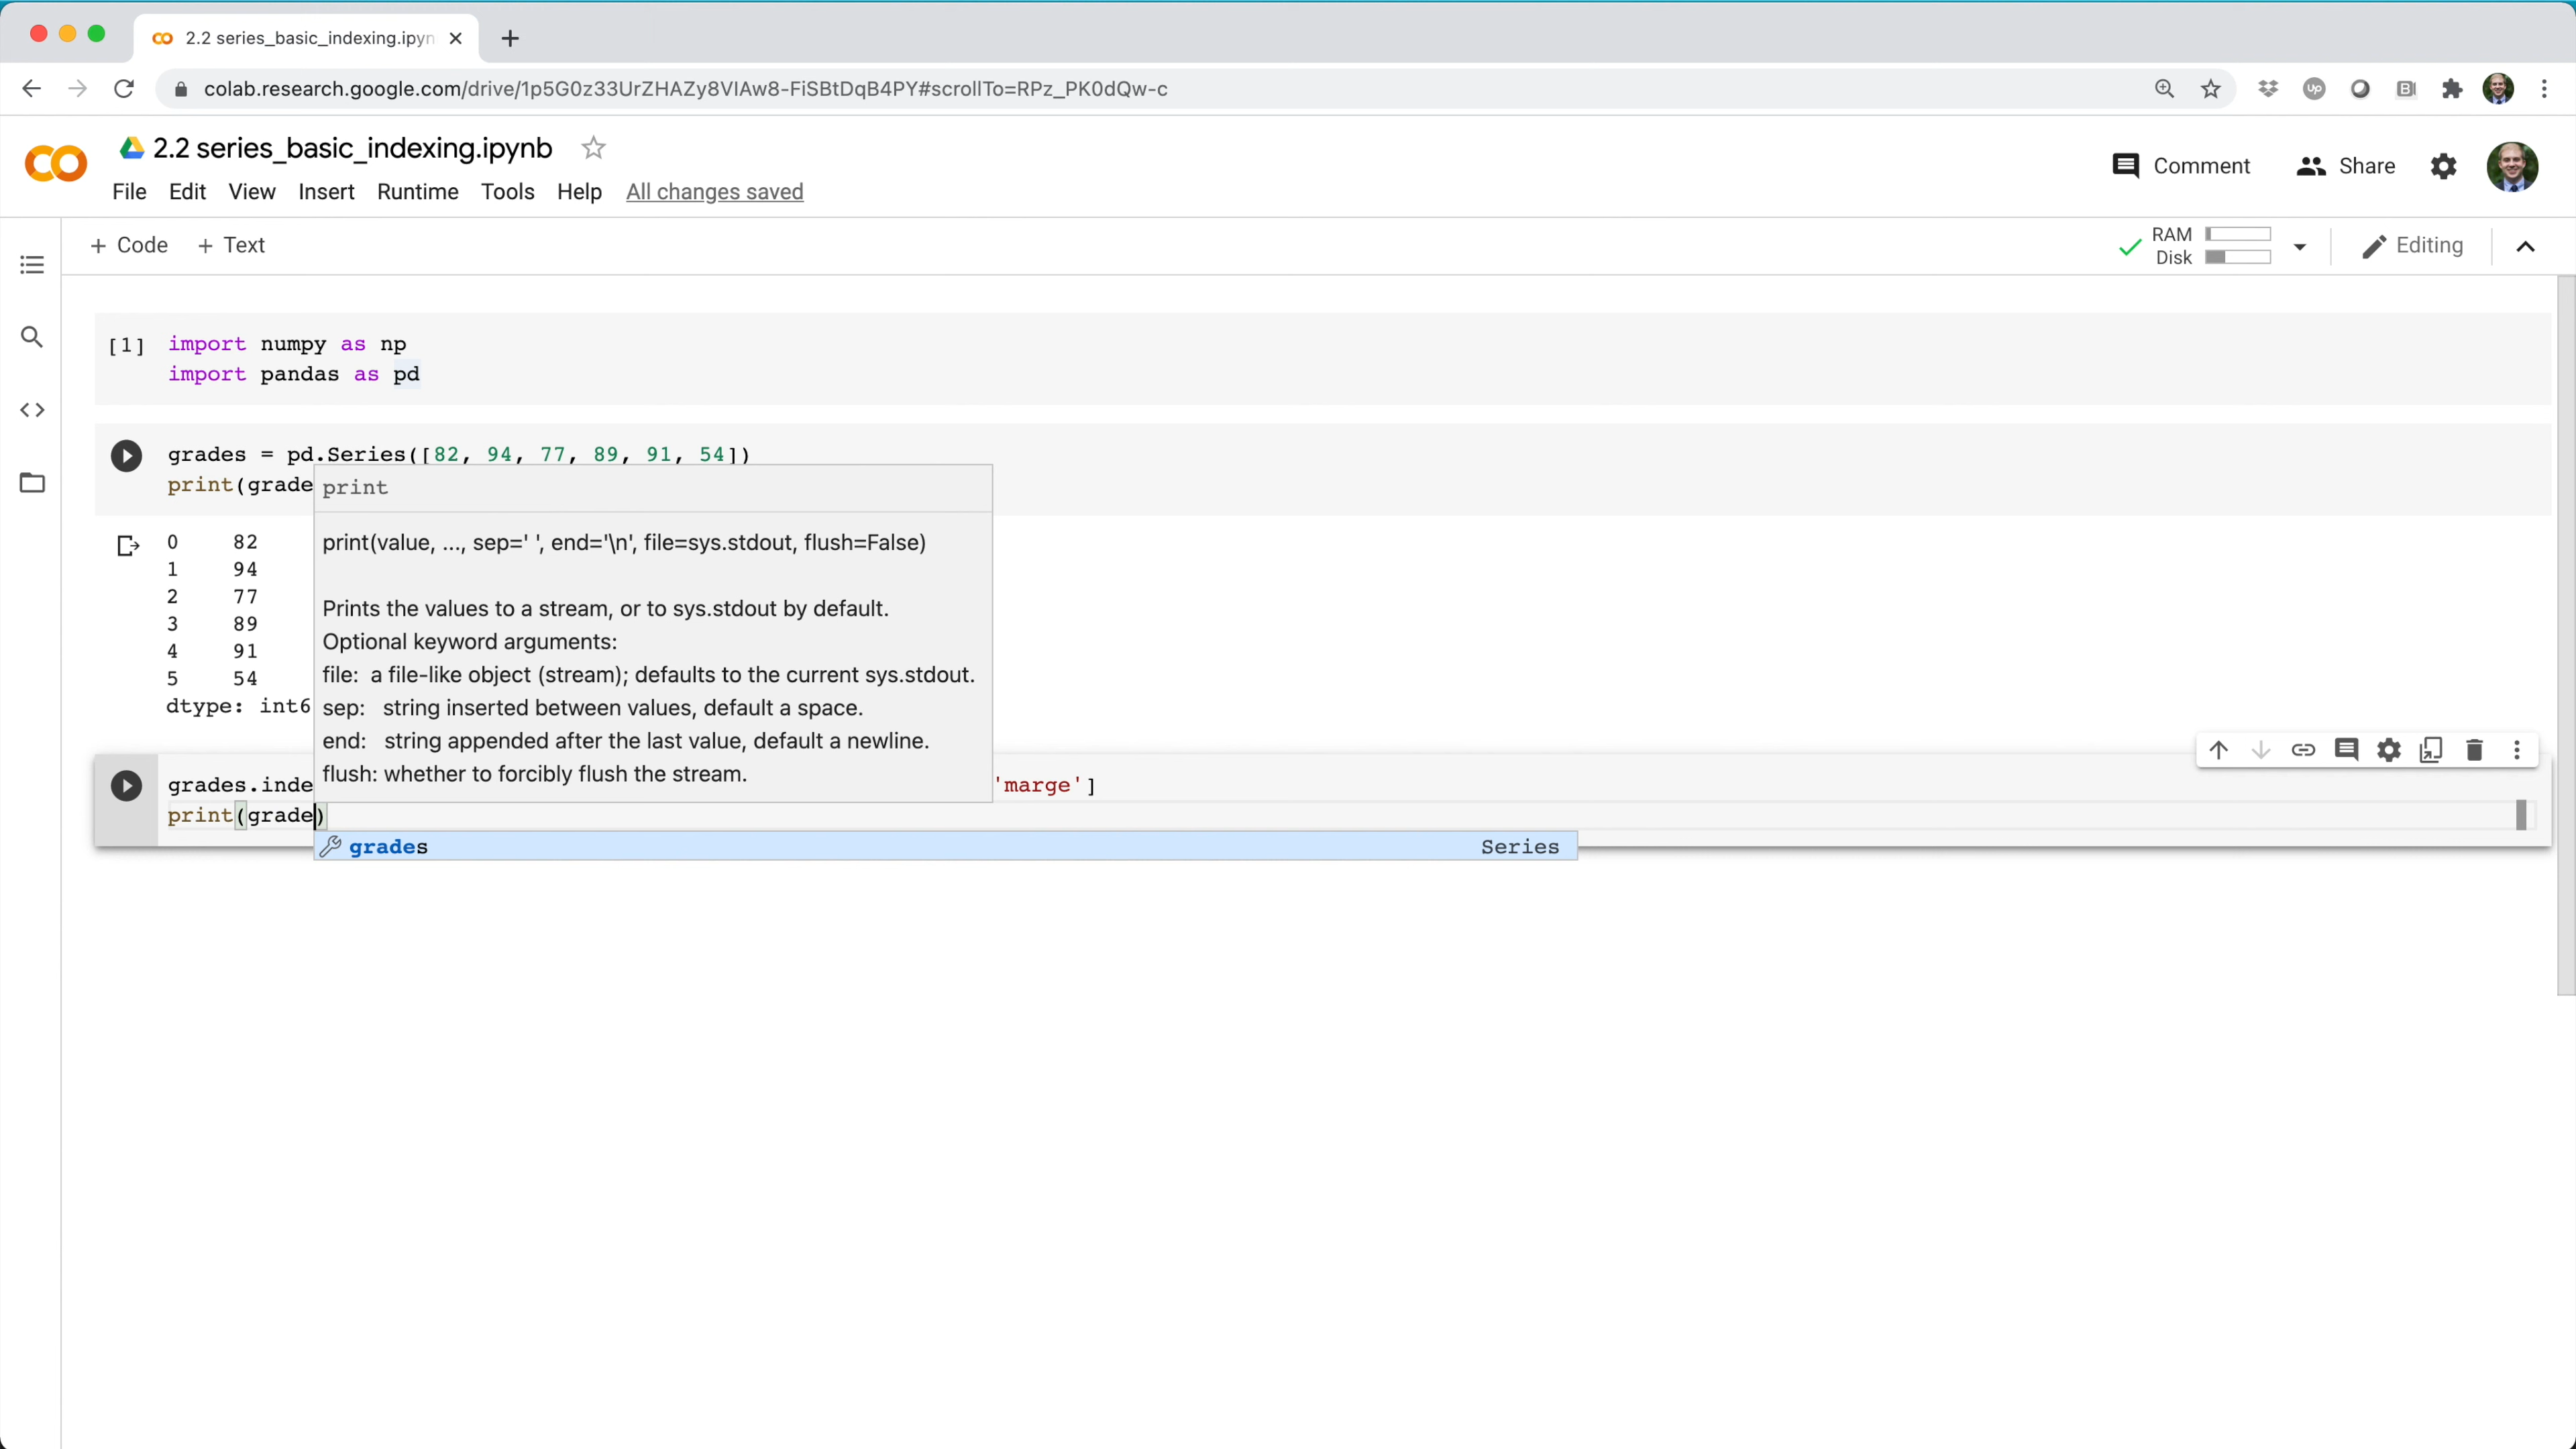 2.2 series_basic_indexing.ipyn
colab.research.google.com/drive/1p5G0z33UrZHAZy8VIAw8-FiSBtDqB4PY#scrollTo=RPz_PK0dQw-c
2.2 series_basic_indexing.ipynb
Comment Share
File Edit View Insert Runtime Tools Help All changes saved
+ Code + Text
RAM
Disk
Editing
[1] import numpy as np
import pandas as pd
grades = pd.Series([82, 94, 77, 89, 91, 54])
print(grade
print
0 82
1 94
2 77
3 89
4 91
5 54
dtype: int6
print(value, ..., sep=' ', end='\n', file=sys.stdout, flush=False)
Prints the values to a stream, or to sys.stdout by default.
Optional keyword arguments:
file: a file-like object (stream); defaults to the current sys.stdout.
sep: string inserted between values, default a space.
end: string appended after the last value, default a newline.
flush: whether to forcibly flush the stream.
grades.inde 'marge']
print(grade)
grades Series